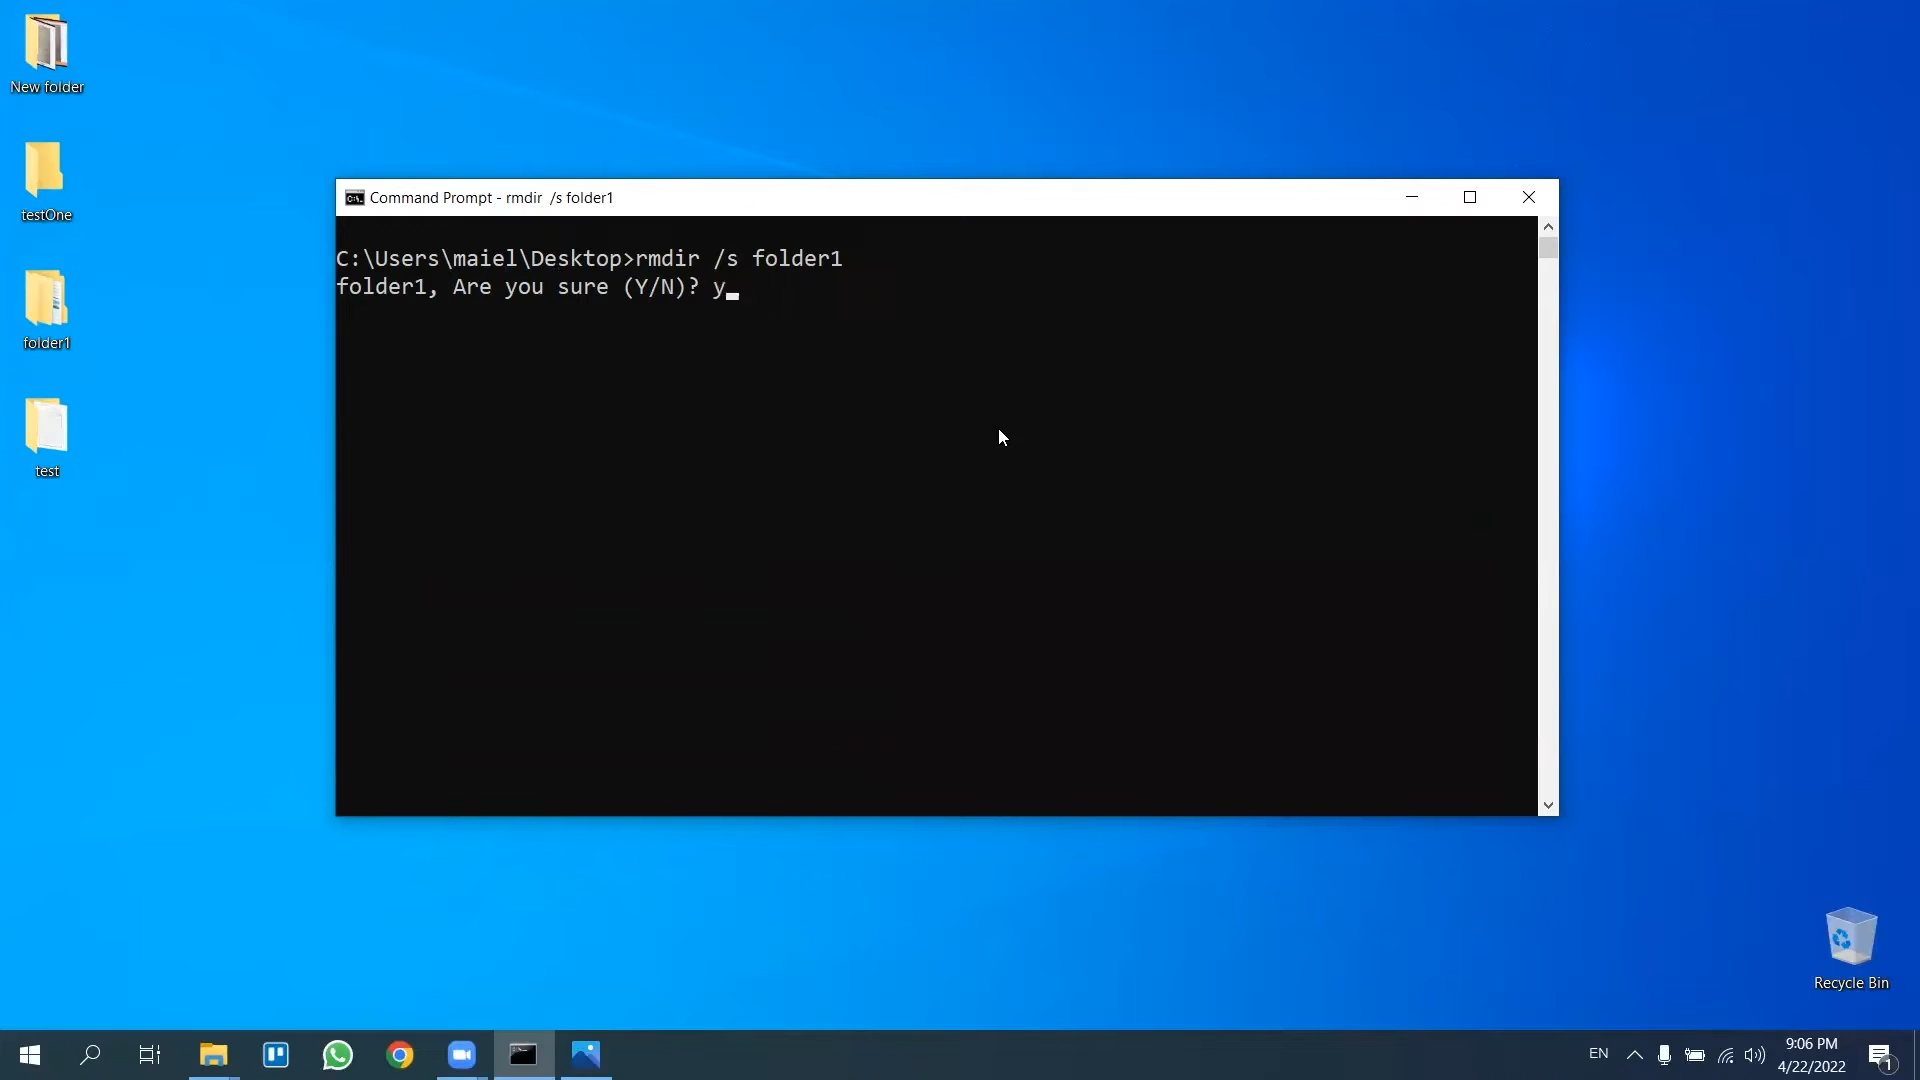 New folder
testOne
folder1
test
Command Prompt - rmdir  /s folder1
C:\Users\maiel\Desktop>rmdir /s folder1
folder1, Are you sure (Y/N)? y
Recycle Bin
EN
9:06 PM
4/22/2022
1